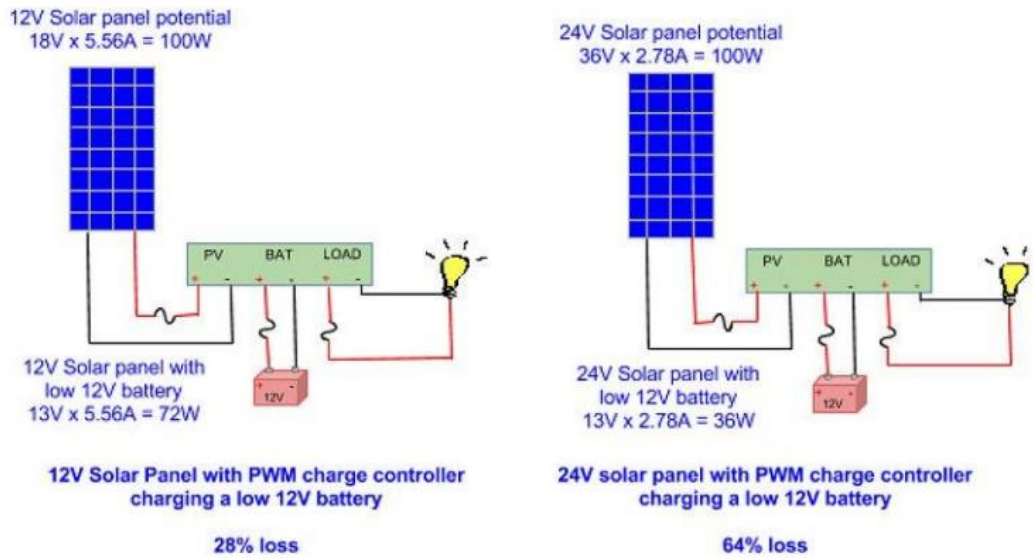 12V Solar panel potential
18V x 5.56A = 100W
PV BAT LOAD
+ - + - + -
+ -
12V
12V Solar panel with
low 12V battery
13V x 5.56A = 72W
12V Solar Panel with PWM charge controller
charging a low 12V battery
28% loss
24V Solar panel potential
36V x 2.78A = 100W
PV BAT LOAD
+ - + - + -
+ -
12V
24V Solar panel with
low 12V battery
13V x 2.78A = 36W
24V solar panel with PWM charge controller
charging a low 12V battery
64% loss